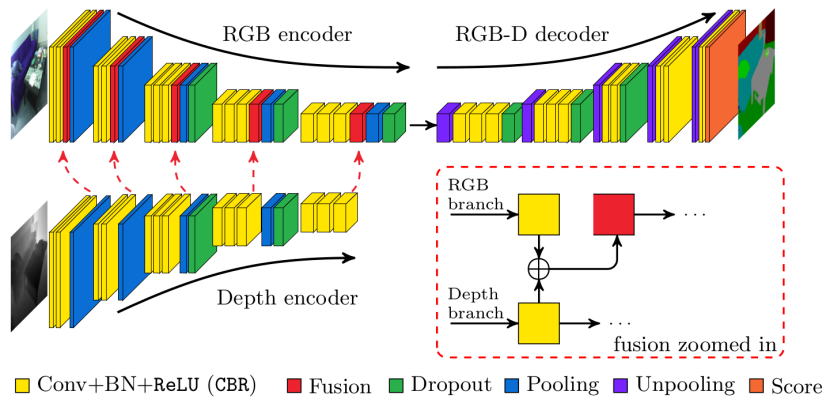 RGB encoder
RGB-D decoder
RGB
branch
Depth
branch
Depth encoder
fusion zoomed in
Conv+BN+ReLU (CBR) Fusion Dropout Pooling Unpooling Score